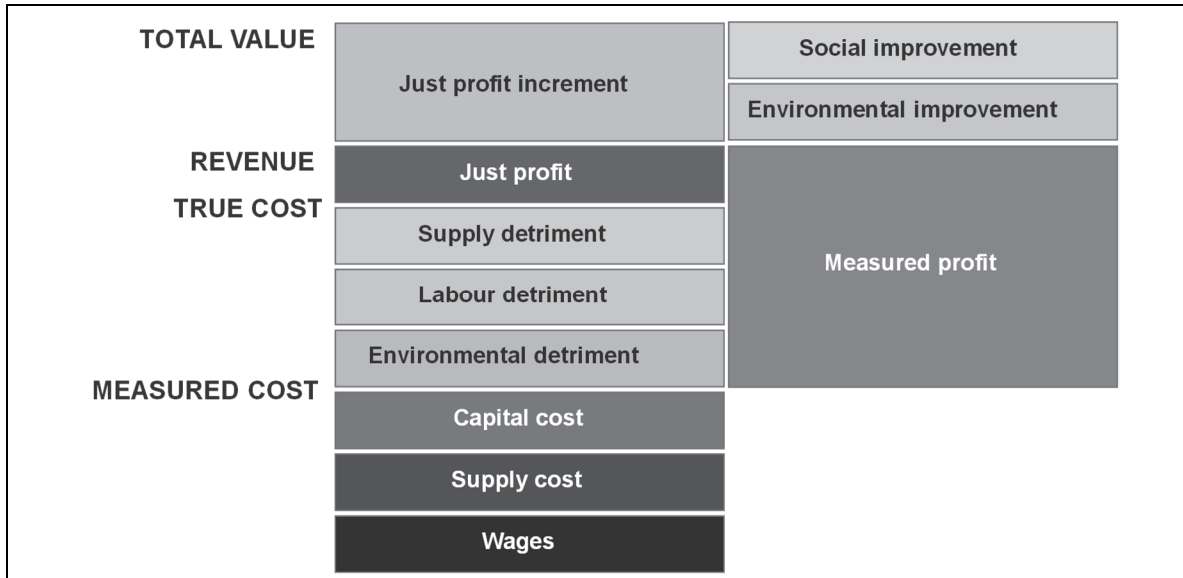 TOTAL VALUE
Just profit increment
Social improvement
Environmental improvement
REVENUE
Just profit
TRUE COST
Supply detriment
Measured profit
Labour detriment
Environmental detriment
MEASURED COST
Capital cost
Supply cost
Wages